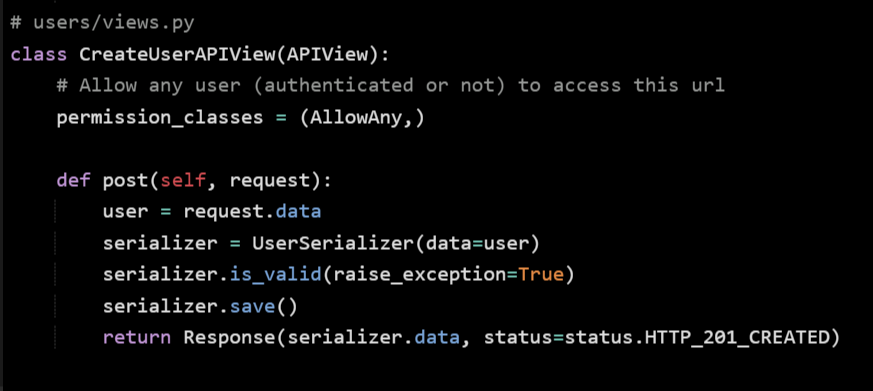 # users/views.py
class CreateUserAPIView(APIView):
    # Allow any user (authenticated or not) to access this url
    permission_classes = (AllowAny,)

    def post(self, request):
        user = request.data
        serializer = UserSerializer(data=user)
        serializer.is_valid(raise_exception=True)
        serializer.save()
        return Response(serializer.data, status=status.HTTP_201_CREATED)